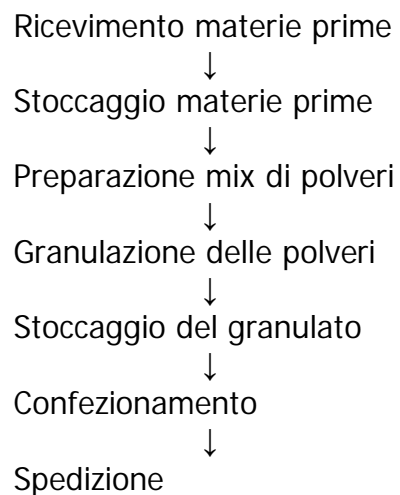 Ricevimento materie prime
↓
Stoccaggio materie prime
↓
Preparazione mix di polveri
↓
Granulazione delle polveri
↓
Stoccaggio del granulato
↓
Confezionamento
↓
Spedizione